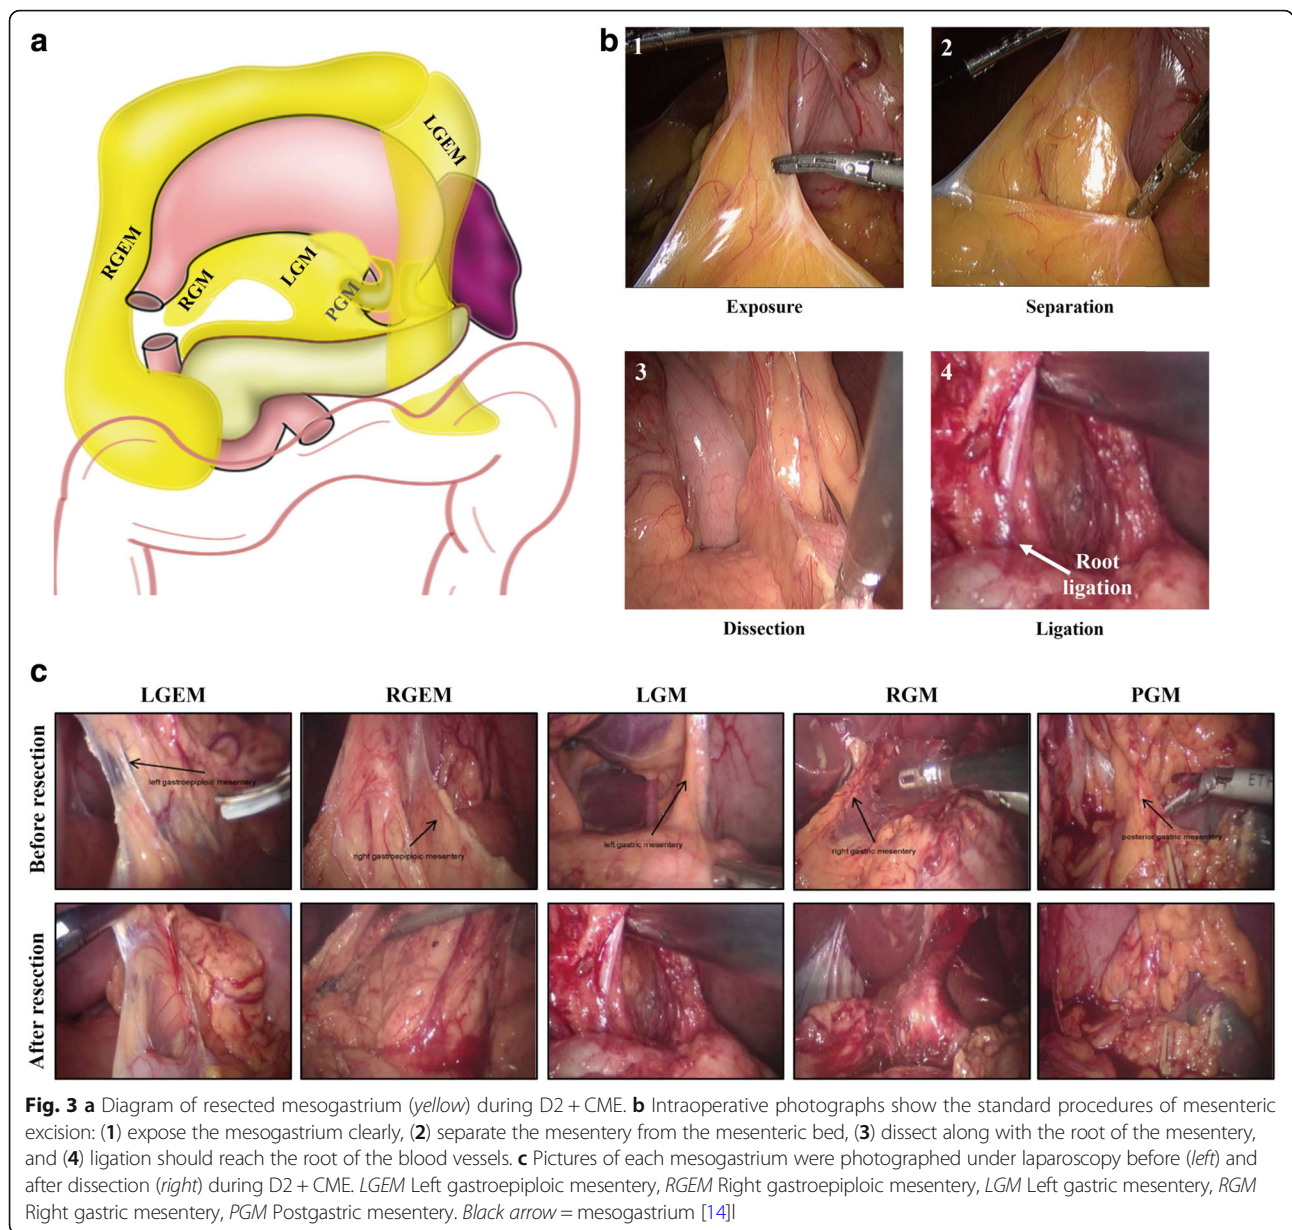 a
LGEM
RGEM
RGM
LGM
PGM
b
1
Exposure
2
Separation
3
Dissection
4
Root
ligation
Ligation
c
LGEM RGEM LGM RGM PGM
Before resection
left gastroepiploic mesentery
right gastroepiploic mesentery
left gastric mesentery
right gastric mesentery
posterior gastric mesentery
ETH
After resection
Fig. 3 a Diagram of resected mesogastrium (yellow) during D2 + CME. b Intraoperative photographs show the standard procedures of mesenteric
excision: (1) expose the mesogastrium clearly, (2) separate the mesentery from the mesenteric bed, (3) dissect along with the root of the mesentery,
and (4) ligation should reach the root of the blood vessels. c Pictures of each mesogastrium were photographed under laparoscopy before (left) and
after dissection (right) during D2 + CME. LGEM Left gastroepiploic mesentery, RGEM Right gastroepiploic mesentery, LGM Left gastric mesentery, RGM
Right gastric mesentery, PGM Postgastric mesentery. Black arrow = mesogastrium [14]l